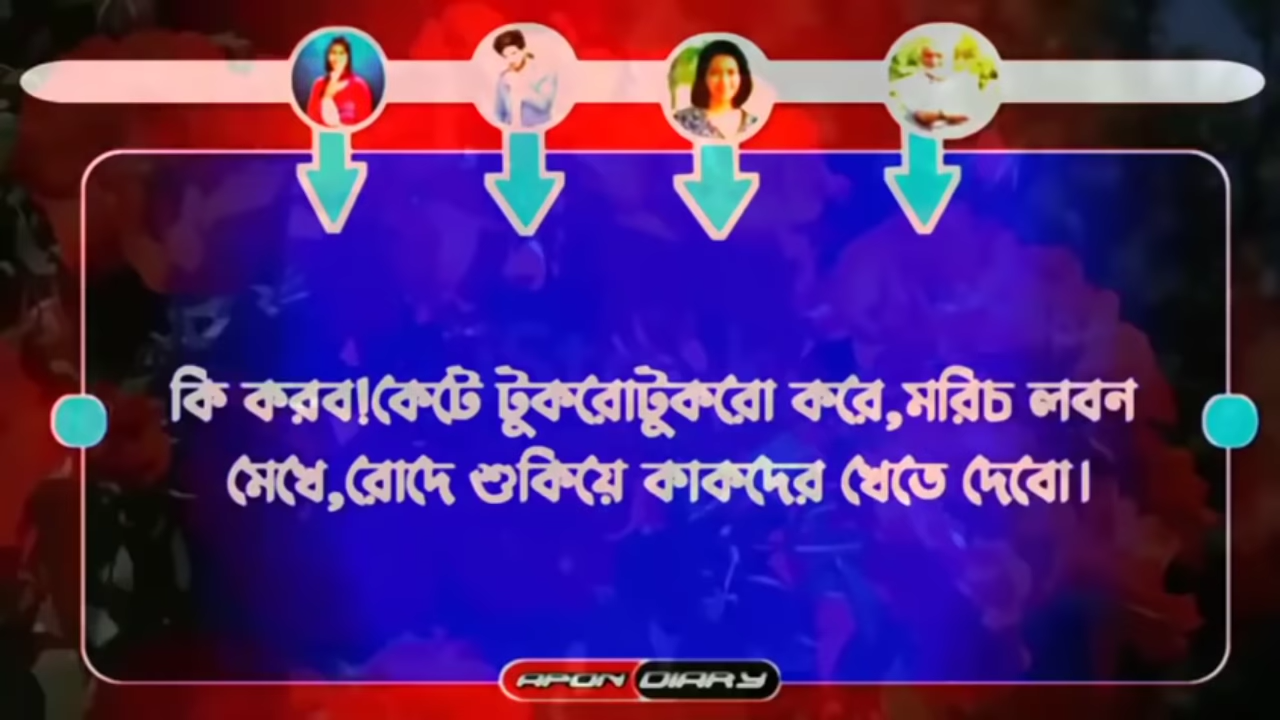 কি করব!কেটে টুকরোটুকরো করে,মরিচ লবন
মেখে,রোদে শুকিয়ে কাকদের খেতে দেবো।
APON DIARY